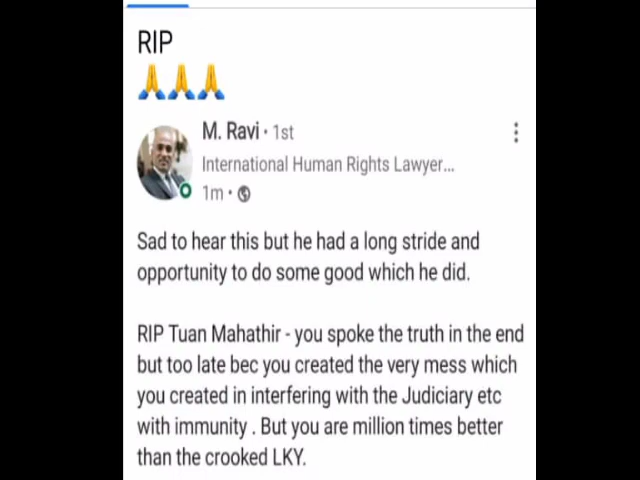 RIP
🙏🙏🙏
M. Ravi • 1st
International Human Rights Lawyer...
1m •
Sad to hear this but he had a long stride and
opportunity to do some good which he did.
RIP Tuan Mahathir - you spoke the truth in the end
but too late bec you created the very mess which
you created in interfering with the Judiciary etc
with immunity . But you are million times better
than the crooked LKY.